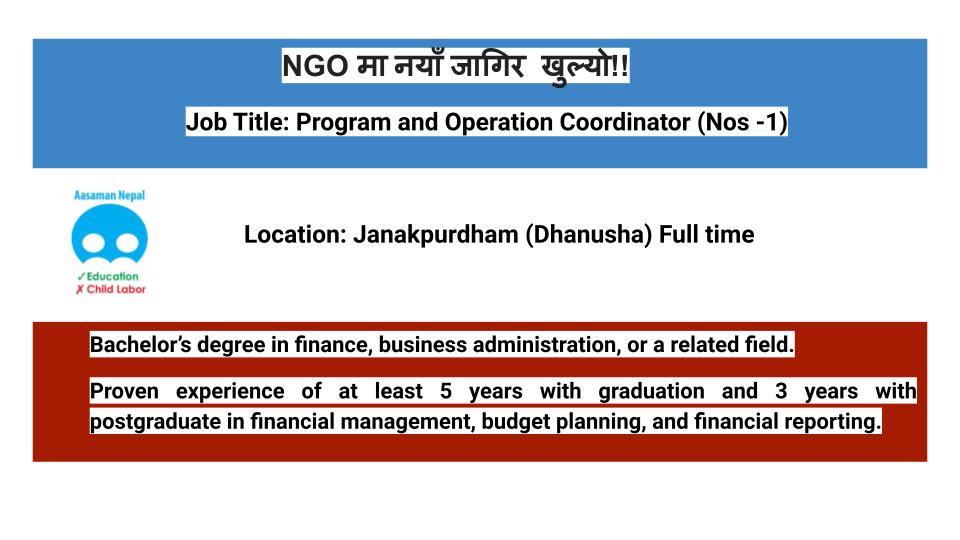 NGO मा नयाँ जागिर खुल्यो!!
Job Title: Program and Operation Coordinator (Nos -1)
Aasaman Nepal
✓Education
✗ Child Labor
Location: Janakpurdham (Dhanusha) Full time
Bachelor’s degree in finance, business administration, or a related field.
Proven experience of at least 5 years with graduation and 3 years with
postgraduate in financial management, budget planning, and financial reporting.